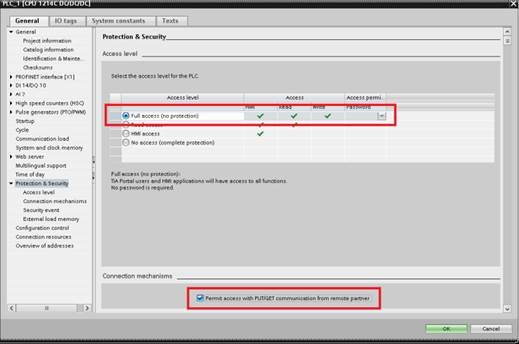 PLC_1 [CPU 1214C DC/DC/DC]
General
IO tags
System constants
Texts
General
Project information
Catalog information
Identification & Mainte...
Checksums
PROFINET interface [X1]
DI 14/DQ 10
AI 2
High speed counters (HSC)
Pulse generators (PTO/PWM)
Startup
Cycle
Communication load
System and clock memory
Web server
Multilingual support
Time of day
Protection & Security
Access level
Connection mechanisms
Security event
External load memory
Configuration control
Connection resources
Overview of addresses
Protection & Security
Access level
Select the access level for the PLC.
Access level
Access
Access permi.
HMI
Read
Write
Password
Full access (no protection)
Read access
HMI access
No access (complete protection)
Full access (no protection):
TIA Portal users and HMI applications will have access to all functions.
No password is required.
Connection mechanisms
Permit access with PUT/GET communication from remote partner
OK
Cancel